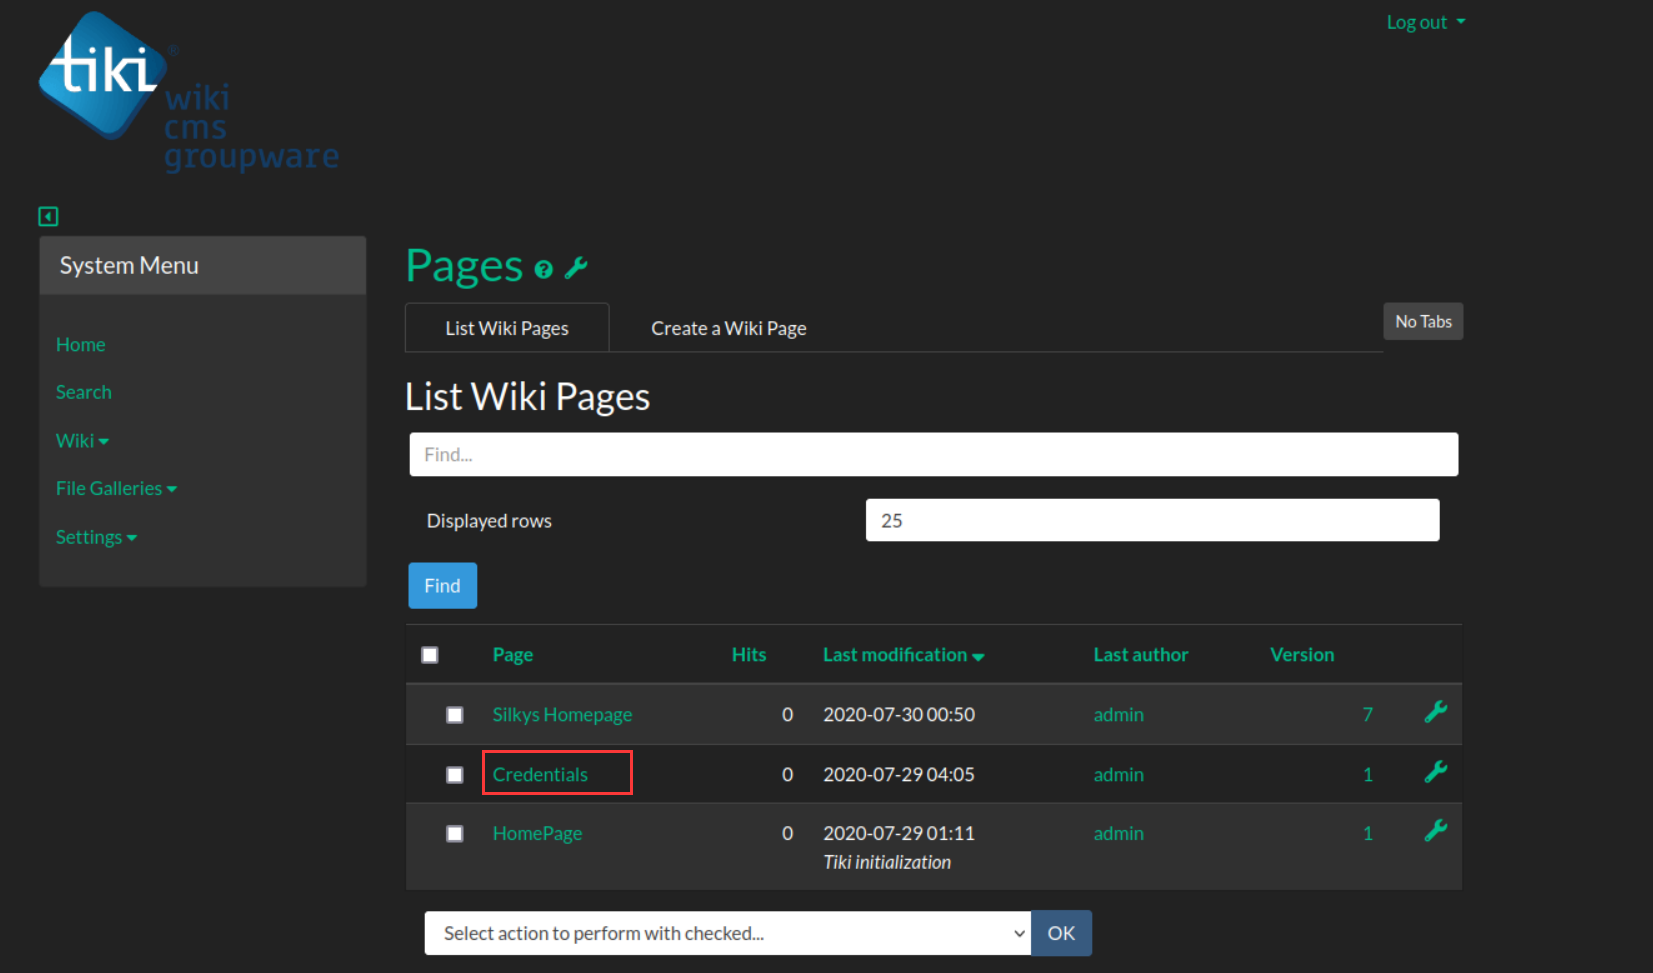 Log out
tiki®
wiki
cms
groupware
System Menu
Home
Search
Wiki
File Galleries
Settings
Pages
List Wiki Pages Create a Wiki Page No Tabs
List Wiki Pages
Find...
Displayed rows 25
Find
Page Hits Last modification Last author Version
Silkys Homepage 0 2020-07-30 00:50 admin 7
Credentials 0 2020-07-29 04:05 admin 1
HomePage 0 2020-07-29 01:11 admin 1
Tiki initialization
Select action to perform with checked... OK